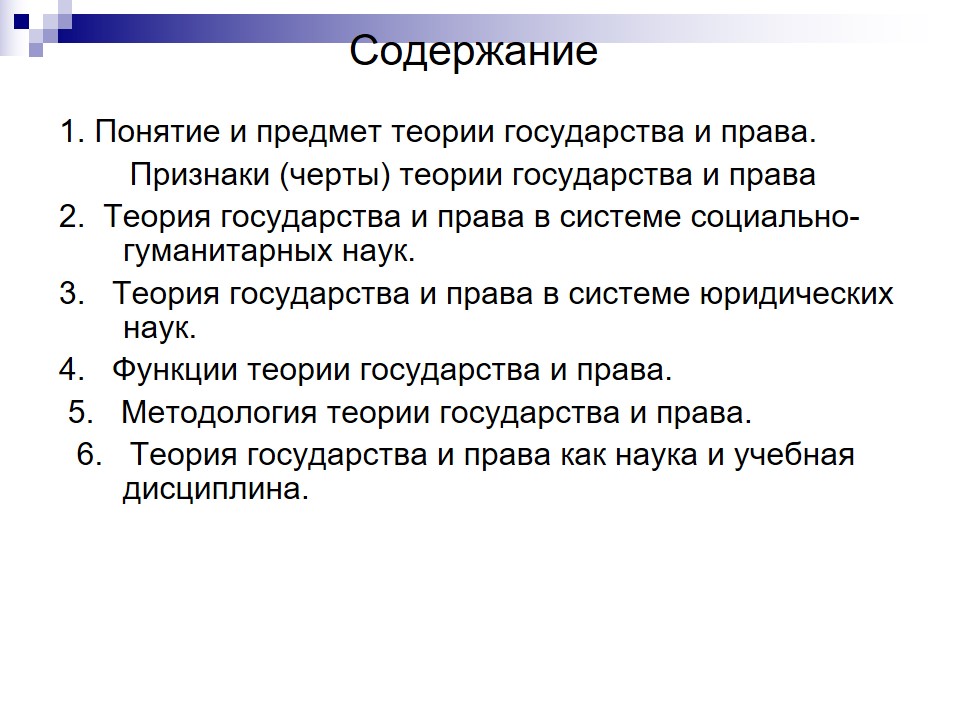 Содержание
1. Понятие и предмет теории государства и права.
Признаки (черты) теории государства и права
2. Теория государства и права в системе социально-
гуманитарных наук.
3. Теория государства и права в системе юридических
наук.
4. Функции теории государства и права.
5. Методология теории государства и права.
6. Теория государства и права как наука и учебная
дисциплина.